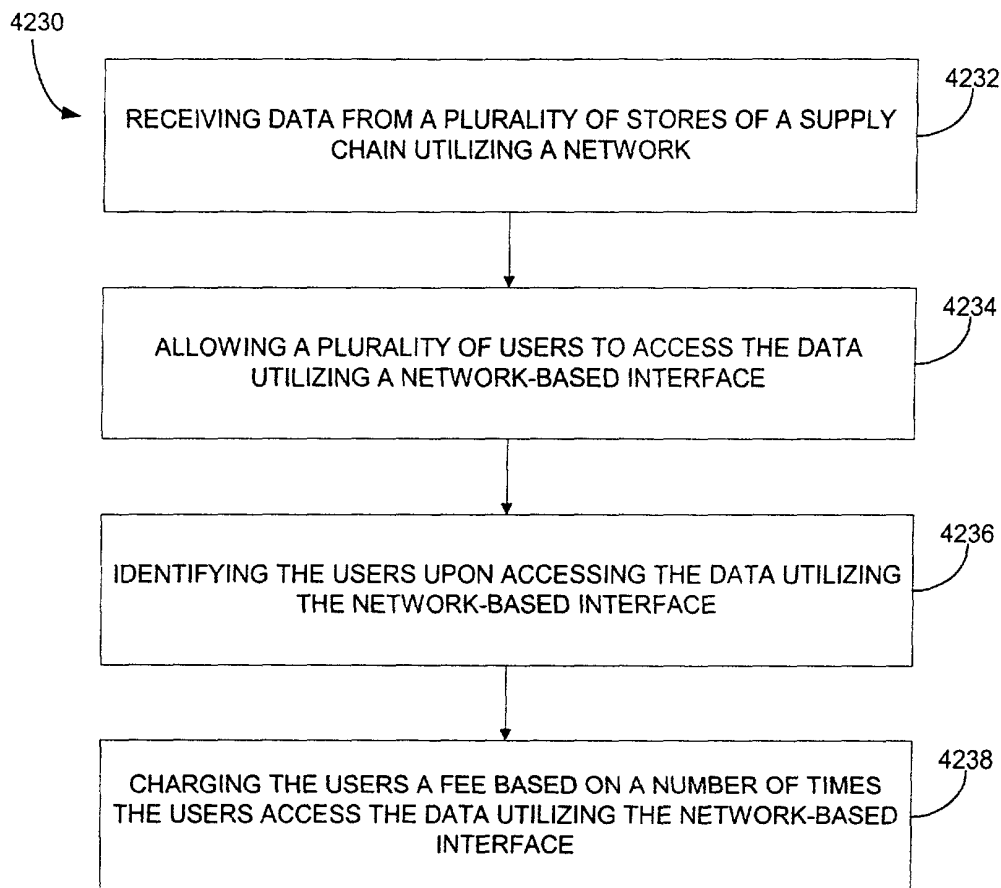 4230
4232
RECEIVING DATA FROM A PLURALITY OF STORES OF A SUPPLY
CHAIN UTILIZING A NETWORK
4234
ALLOWING A PLURALITY OF USERS TO ACCESS THE DATA
UTILIZING A NETWORK-BASED INTERFACE
4236
IDENTIFYING THE USERS UPON ACCESSING THE DATA UTILIZING
THE NETWORK-BASED INTERFACE
4238
CHARGING THE USERS A FEE BASED ON A NUMBER OF TIMES
THE USERS ACCESS THE DATA UTILIZING THE NETWORK-BASED
INTERFACE